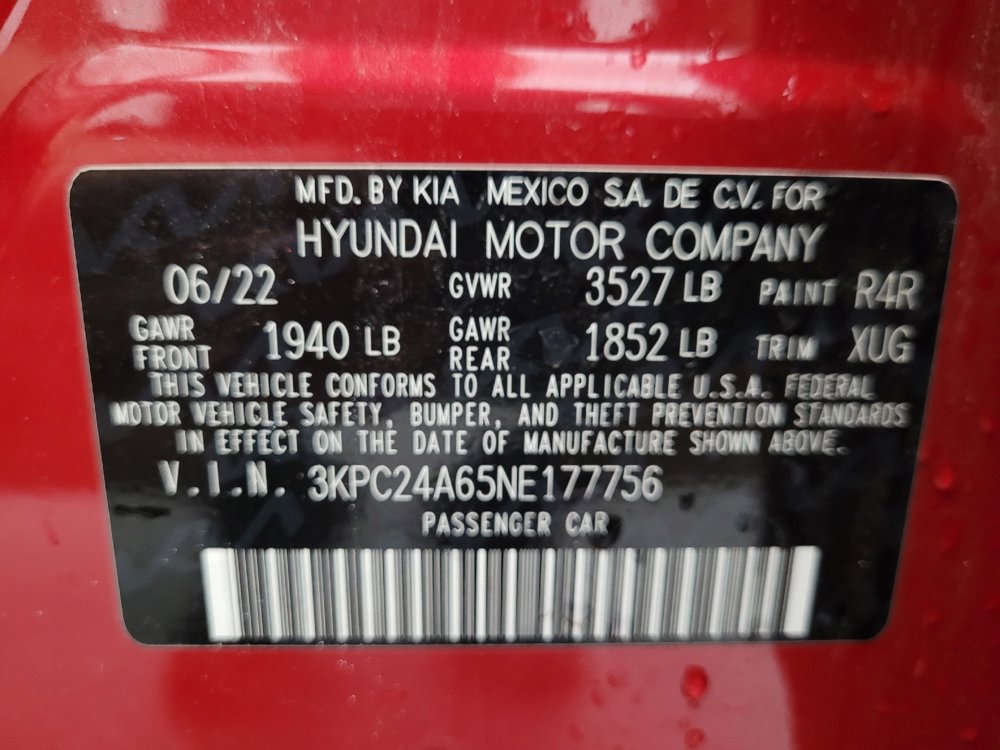 MFD. BY KIA MEXICO S.A. DE C.V. FOR
HYUNDAI MOTOR COMPANY
06/22 GVWR 3527 LB PAINT R4R
GAWR FRONT 1940 LB GAWR REAR 1852 LB TRIM XUG
THIS VEHICLE CONFORMS TO ALL APPLICABLE U.S.A. FEDERAL
MOTOR VEHICLE SAFETY, BUMPER, AND THEFT PREVENTION STANDARDS
IN EFFECT ON THE DATE OF MANUFACTURE SHOWN ABOVE.
V.I.N. 3KPC24A65NE177756
PASSENGER CAR